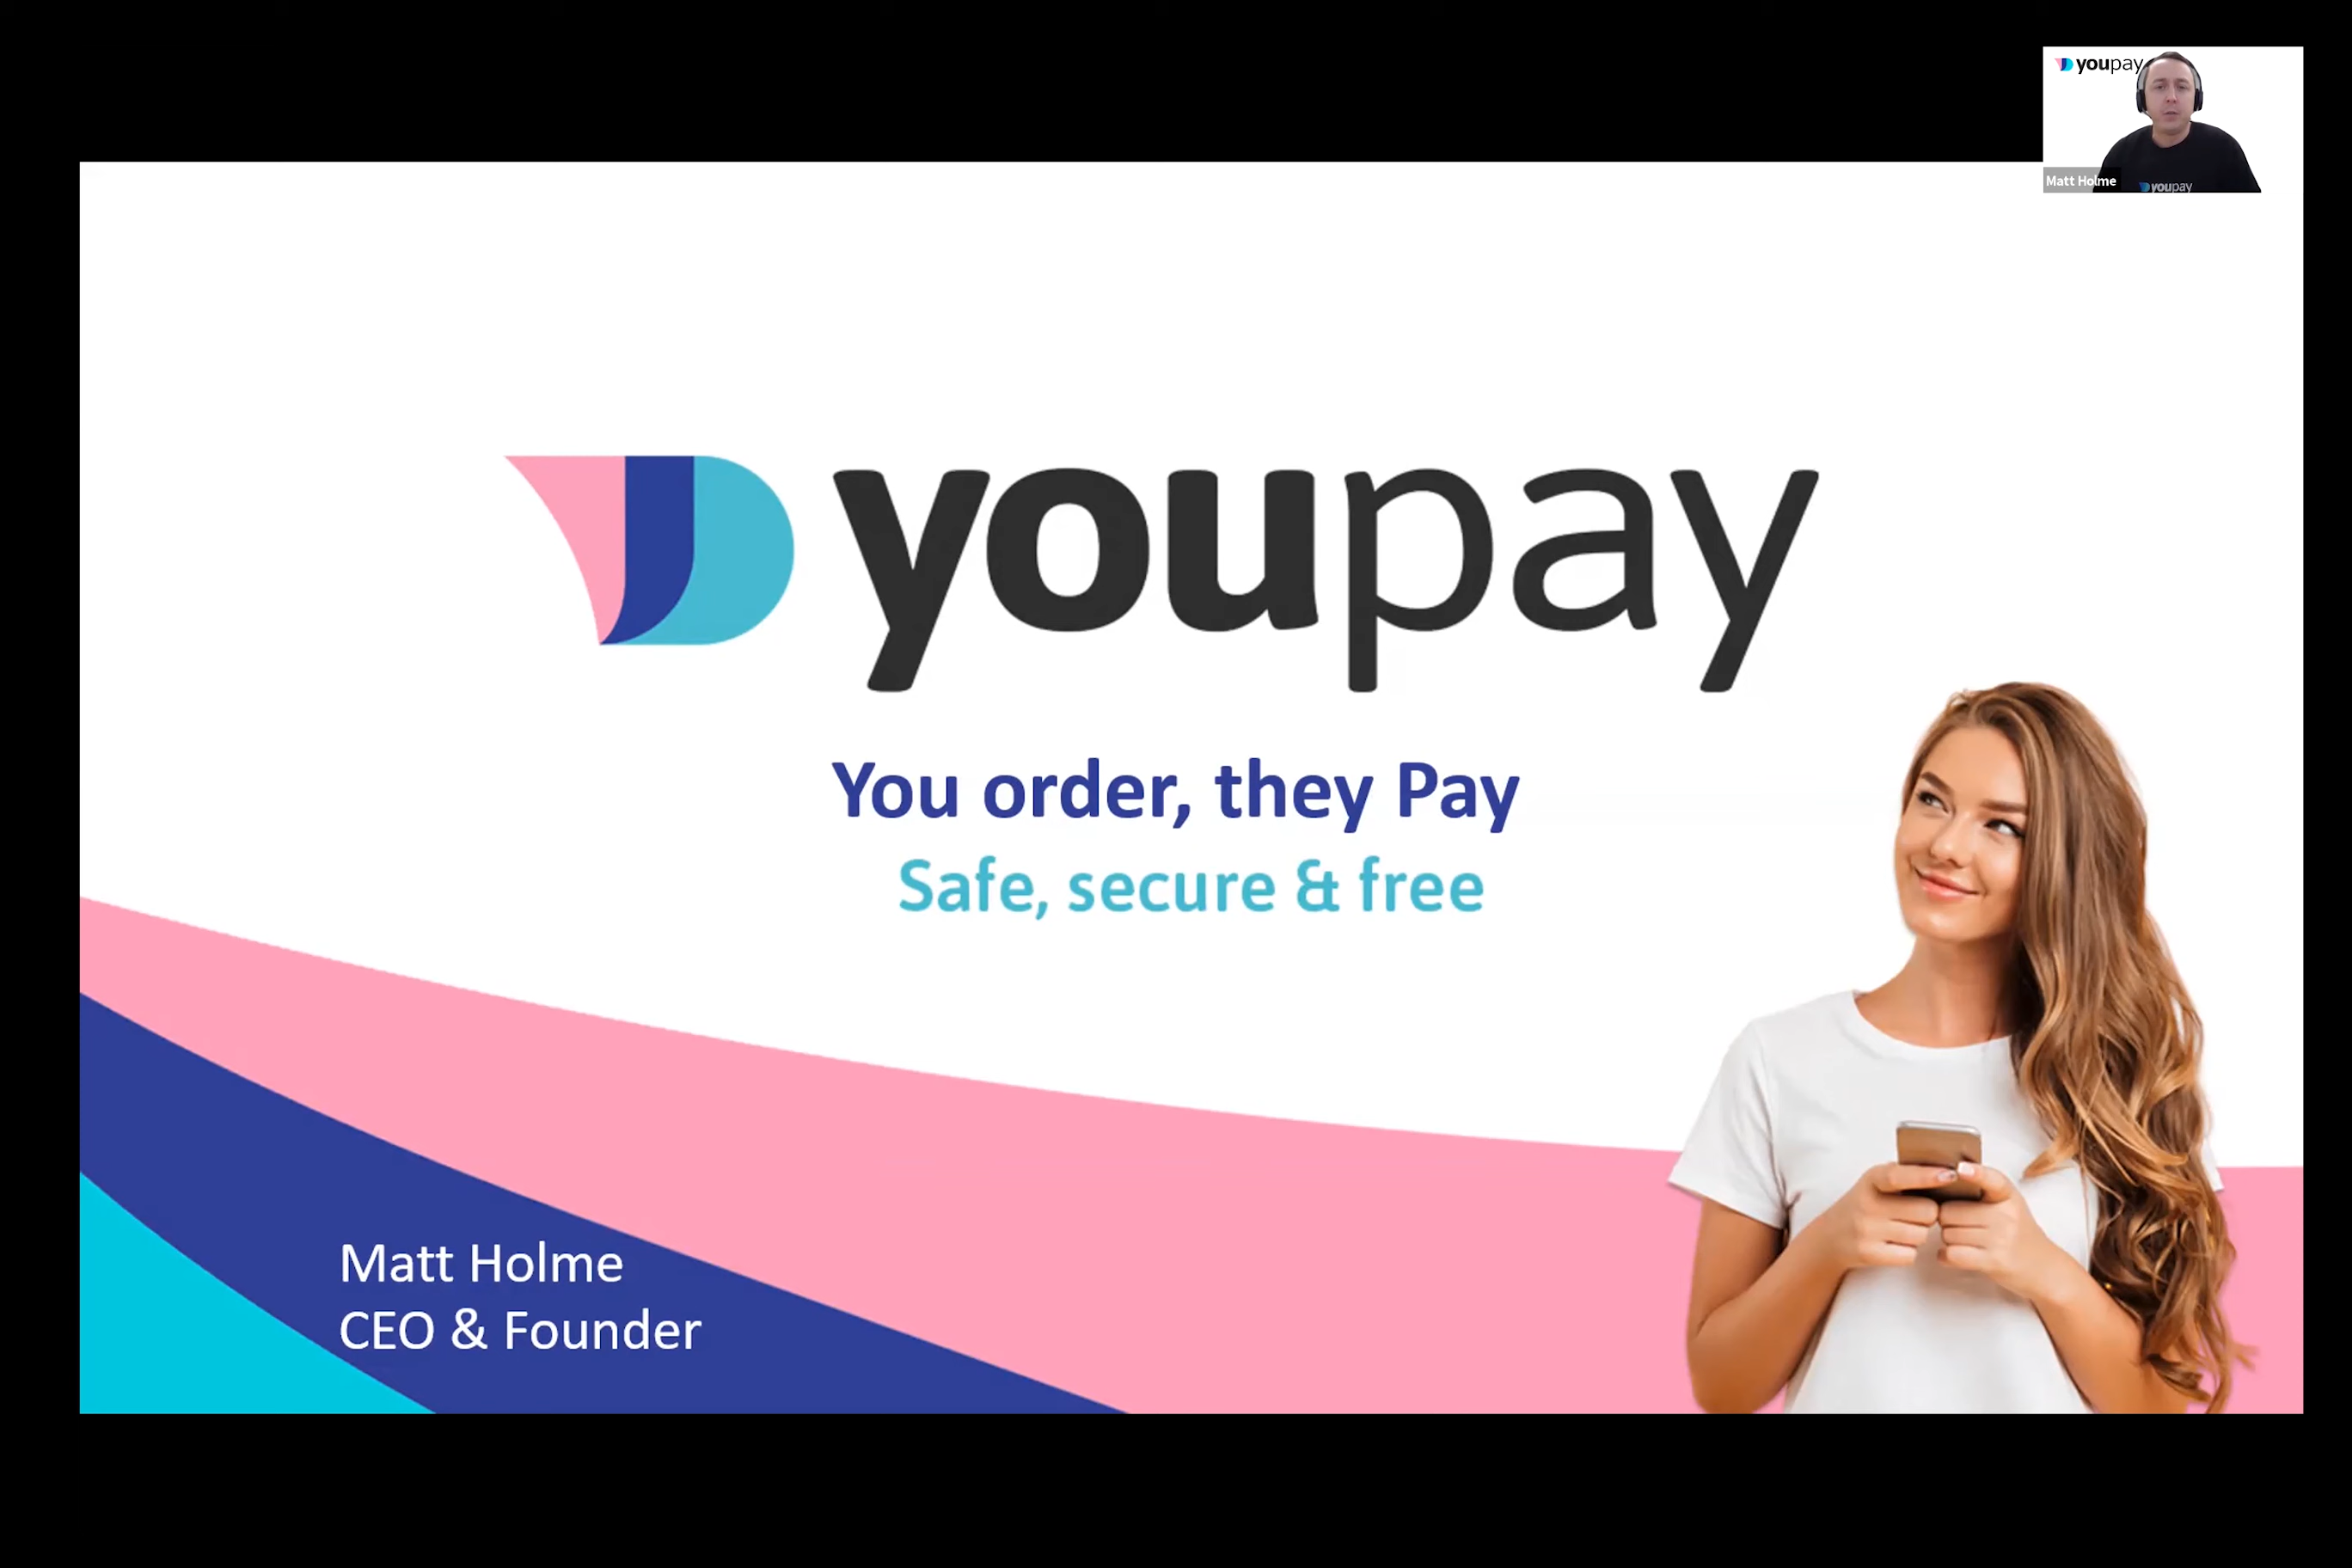 youpay
Matt Holme
youpay
youpay
You order, they Pay
Safe, secure & free
Matt Holme
CEO & Founder